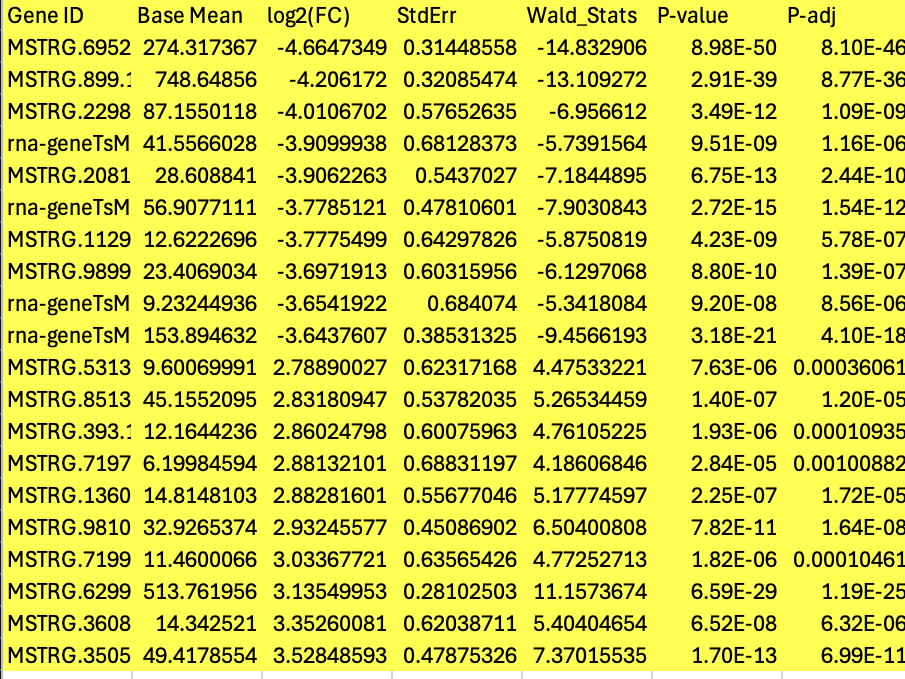 Gene ID Base Mean log2(FC) StdErr Wald_Stats P-value P-adj
MSTRG.6952 274.317367 -4.6647349 0.31448558 -14.832906 8.98E-50 8.10E-46
MSTRG.899.1 748.64856 -4.206172 0.32085474 -13.109272 2.91E-39 8.77E-36
MSTRG.2298 87.1550118 -4.0106702 0.57652635 -6.956612 3.49E-12 1.09E-09
rna-geneTsM 41.5566028 -3.9099938 0.68128373 -5.7391564 9.51E-09 1.16E-06
MSTRG.2081 28.608841 -3.9062263 0.5437027 -7.1844895 6.75E-13 2.44E-10
rna-geneTsM 56.9077111 -3.7785121 0.47810601 -7.9030843 2.72E-15 1.54E-12
MSTRG.1129 12.6222696 -3.7775499 0.64297826 -5.8750819 4.23E-09 5.78E-07
MSTRG.9899 23.4069034 -3.6971913 0.60315956 -6.1297068 8.80E-10 1.39E-07
rna-geneTsM 9.23244936 -3.6541922 0.684074 -5.3418084 9.20E-08 8.56E-06
rna-geneTsM 153.894632 -3.6437607 0.38531325 -9.4566193 3.18E-21 4.10E-18
MSTRG.5313 9.60069991 2.78890027 0.62317168 4.47533221 7.63E-06 0.00036061
MSTRG.8513 45.1552095 2.83180947 0.53782035 5.26534459 1.40E-07 1.20E-05
MSTRG.393.1 12.1644236 2.86024798 0.60075963 4.76105225 1.93E-06 0.00010935
MSTRG.7197 6.19984594 2.88132101 0.68831197 4.18606846 2.84E-05 0.00100882
MSTRG.1360 14.8148103 2.88281601 0.55677046 5.17774597 2.25E-07 1.72E-05
MSTRG.9810 32.9265374 2.93245577 0.45086902 6.50400808 7.82E-11 1.64E-08
MSTRG.7199 11.4600066 3.03367721 0.63565426 4.77252713 1.82E-06 0.00010461
MSTRG.6299 513.761956 3.13549953 0.28102503 11.1573674 6.59E-29 1.19E-25
MSTRG.3608 14.342521 3.35260081 0.62038711 5.40404654 6.52E-08 6.32E-06
MSTRG.3505 49.4178554 3.52848593 0.47875326 7.37015535 1.70E-13 6.99E-11